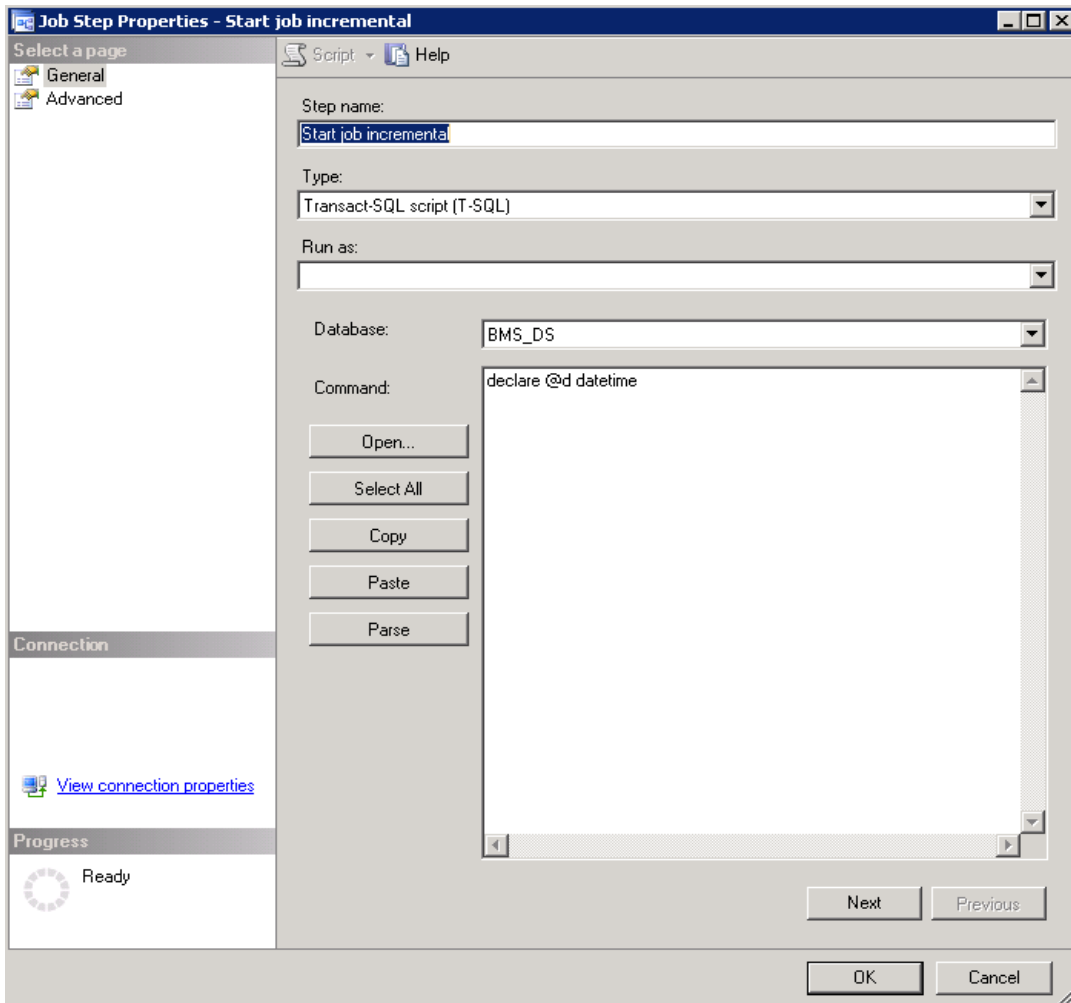 Job Step Properties - Start job incremental
Select a page
General
Advanced
Script
Help
Step name:
Start job incremental
Type:
Transact-SQL script (T-SQL)
Run as:
Database:
BMS_DS
Command:
declare @d datetime
Open...
Select All
Copy
Paste
Parse
Connection
View connection properties
Progress
Ready
Next
Previous
OK
Cancel